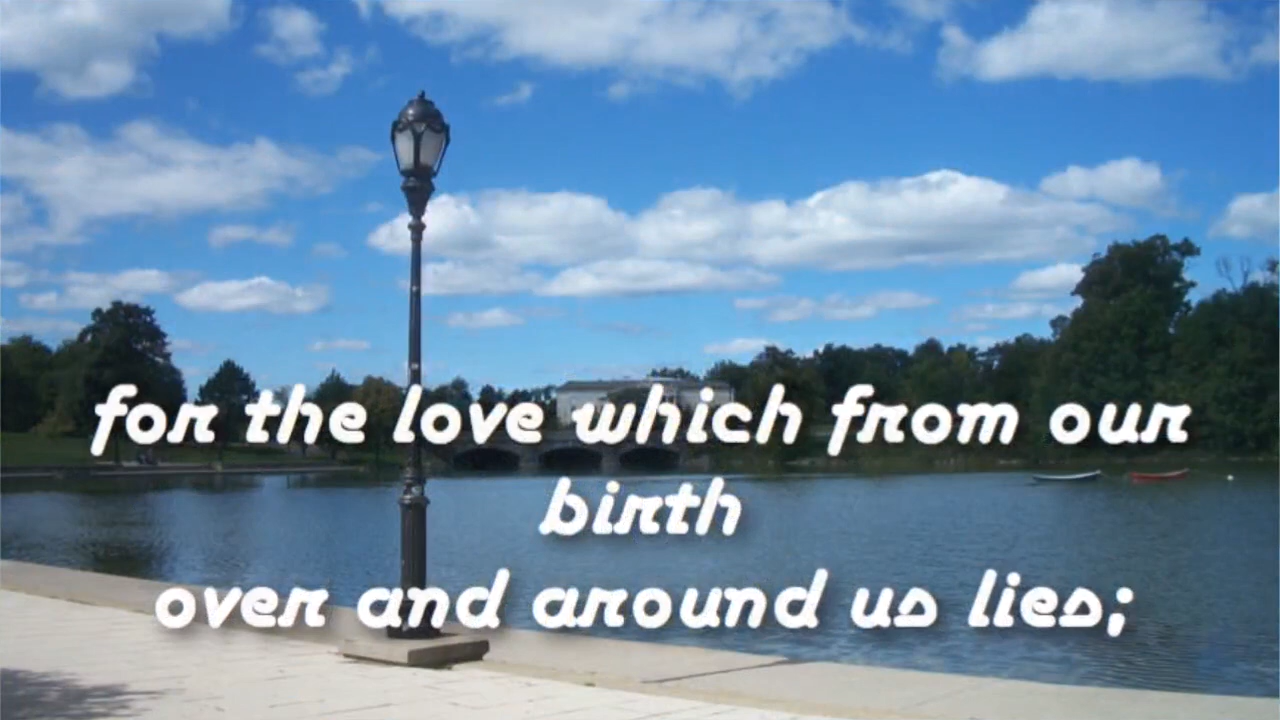 for the love which from our
birth
over and around us lies;